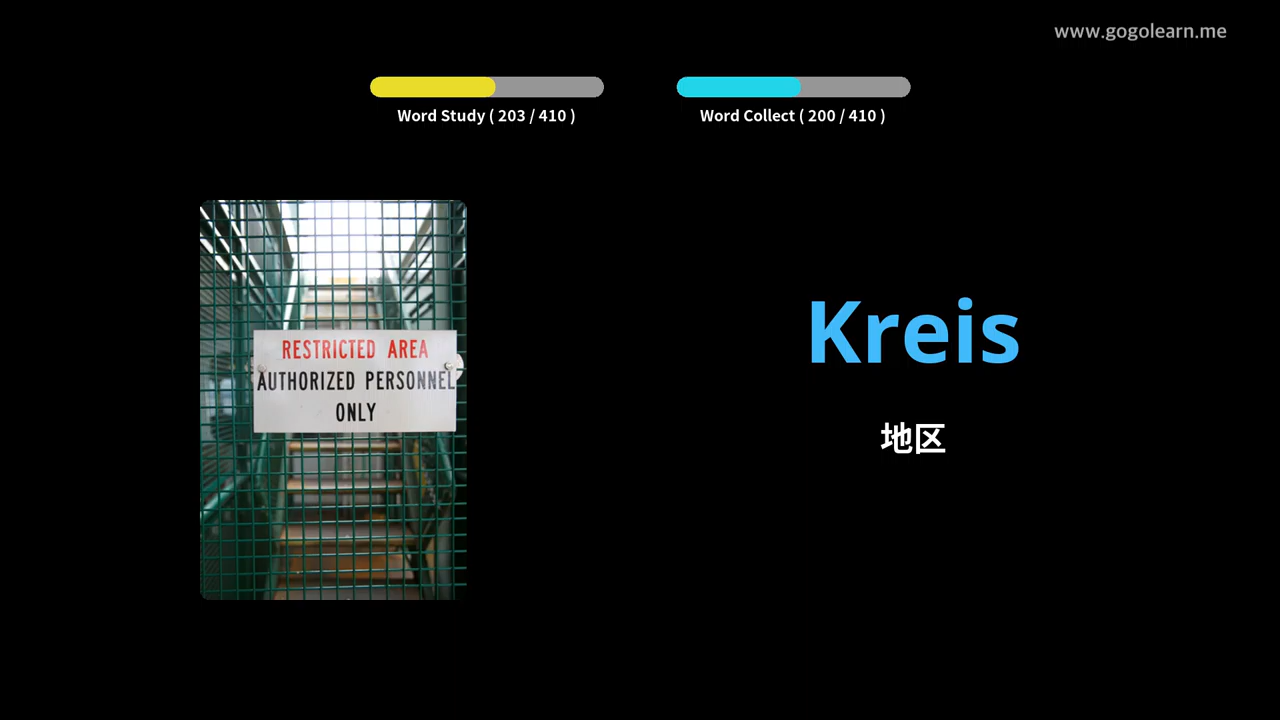 www.gogolearn.me
Word Study ( 203 / 410 )
Word Collect ( 200 / 410 )
RESTRICTED AREA
AUTHORIZED PERSONNEL
ONLY
Kreis
地区